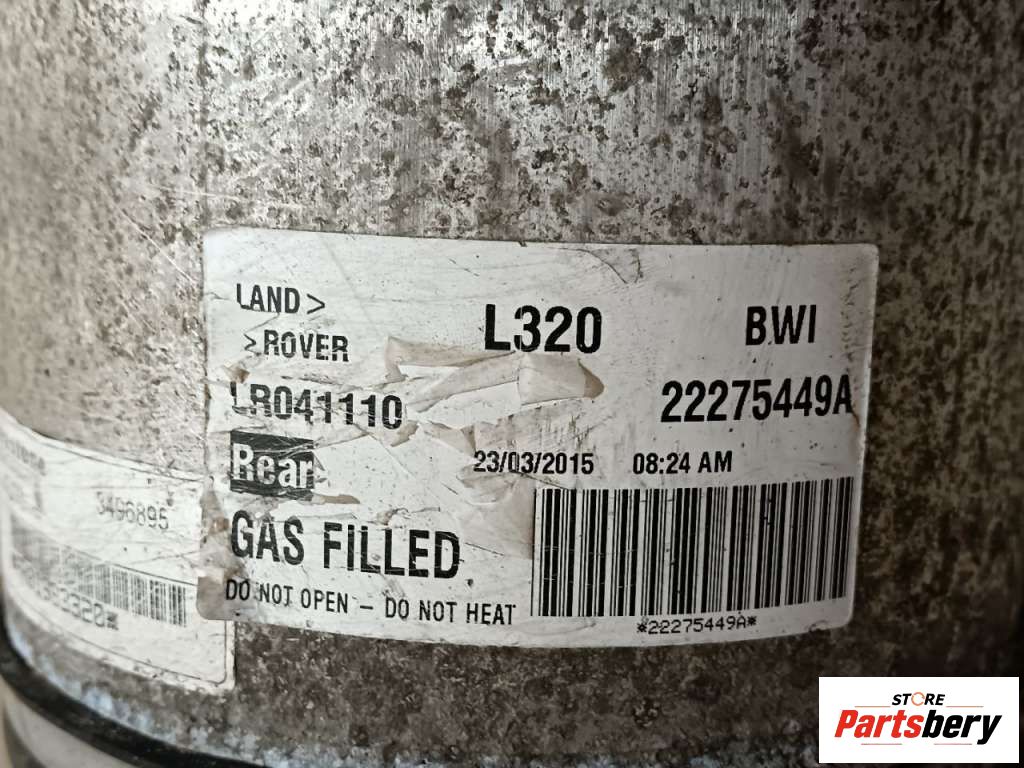 LAND>
>ROVER
L320
BWI
LR041110
22275449A
Rear
23/03/2015 08:24 AM
GAS FILLED
DO NOT OPEN - DO NOT HEAT
*22275449A*
3496895
STORE
Partsbery